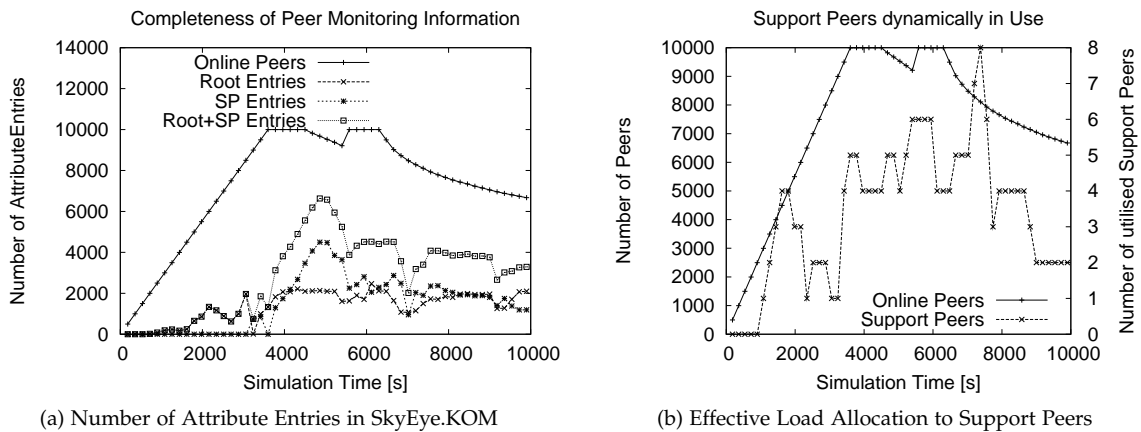 Completeness of Peer Monitoring Information
Number of AttributeEntries
14000
12000
10000
8000
6000
4000
2000
0
Online Peers
Root Entries
SP Entries
Root+SP Entries
0 2000 4000 6000 8000 10000
Simulation Time [s]
(a) Number of Attribute Entries in SkyEye.KOM
Support Peers dynamically in Use
Number of Peers
10000
9000
8000
7000
6000
5000
4000
3000
2000
1000
0
Online Peers
Support Peers
8
7
6
5
4
3
2
1
0
Number of utilised Support Peers
0 2000 4000 6000 8000 10000
Simulation Time [s]
(b) Effective Load Allocation to Support Peers